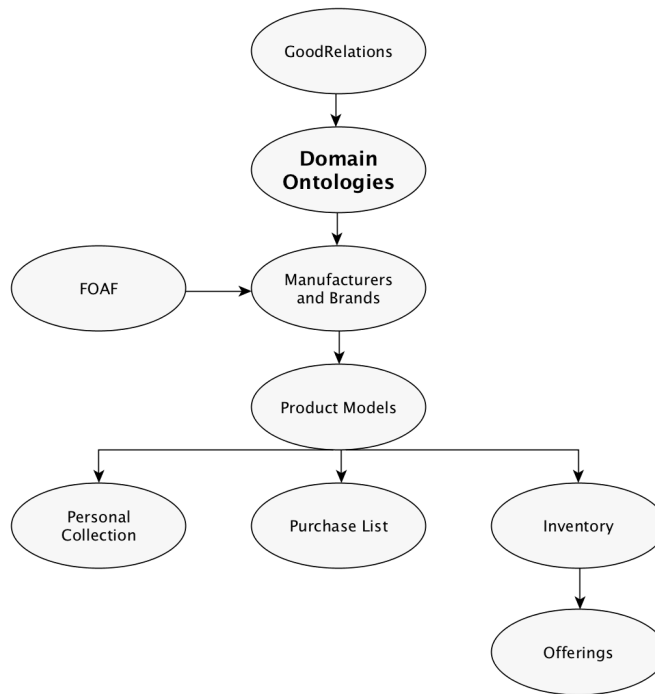 GoodRelations
Domain
Ontologies
FOAF
Manufacturers
and Brands
Product Models
Personal
Collection
Purchase List
Inventory
Offerings